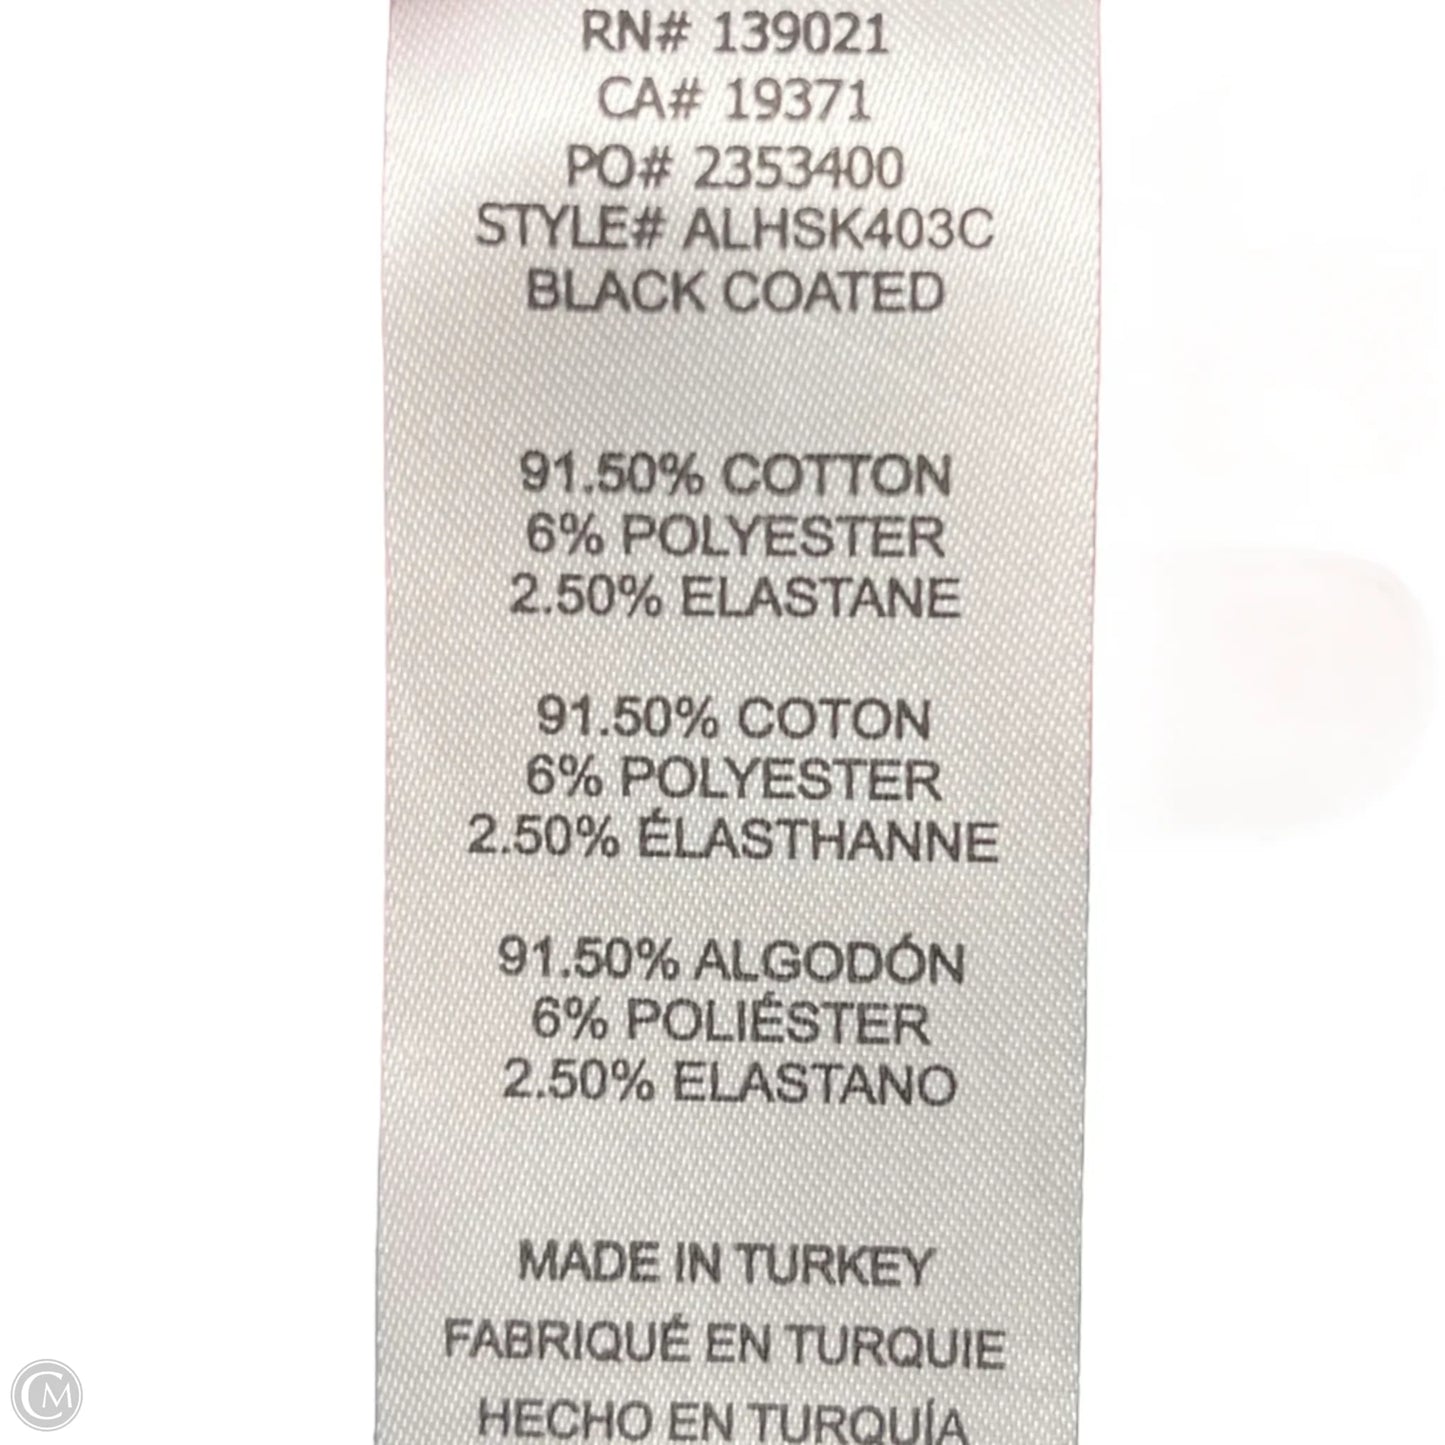 RN# 139021
CA# 19371
PO# 2353400
STYLE# ALHSK403C
BLACK COATED
91.50% COTTON
6% POLYESTER
2.50% ELASTANE
91.50% COTON
6% POLYESTER
2.50% ÉLASTHANNE
91.50% ALGODÓN
6% POLIÉSTER
2.50% ELASTANO
MADE IN TURKEY
FABRIQUÉ EN TURQUIE
HECHO EN TURQUÍA
CM